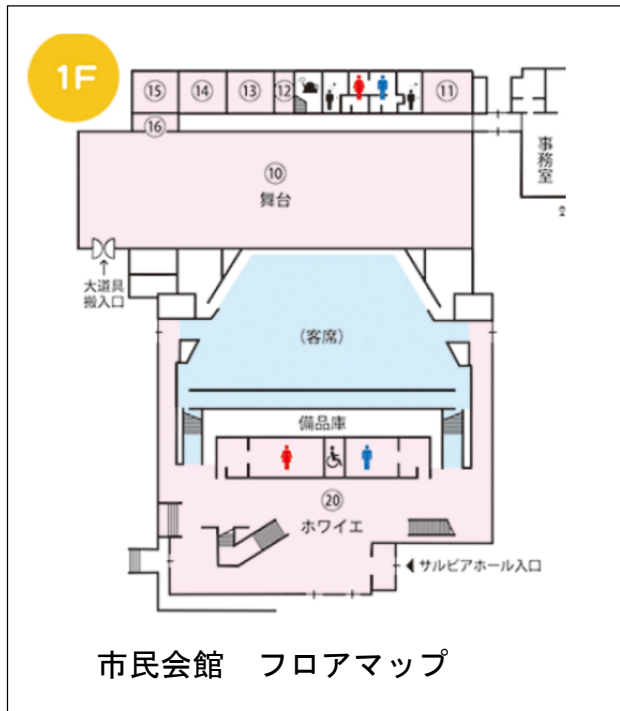 1F
⑮ ⑭ ⑬ ⑫ ⑪
⑯
事務室
⑩
舞台
大道具
搬入口
(客席)
備品庫
⑳
ホワイエ
サルビアホール入口
市民会館 フロアマップ